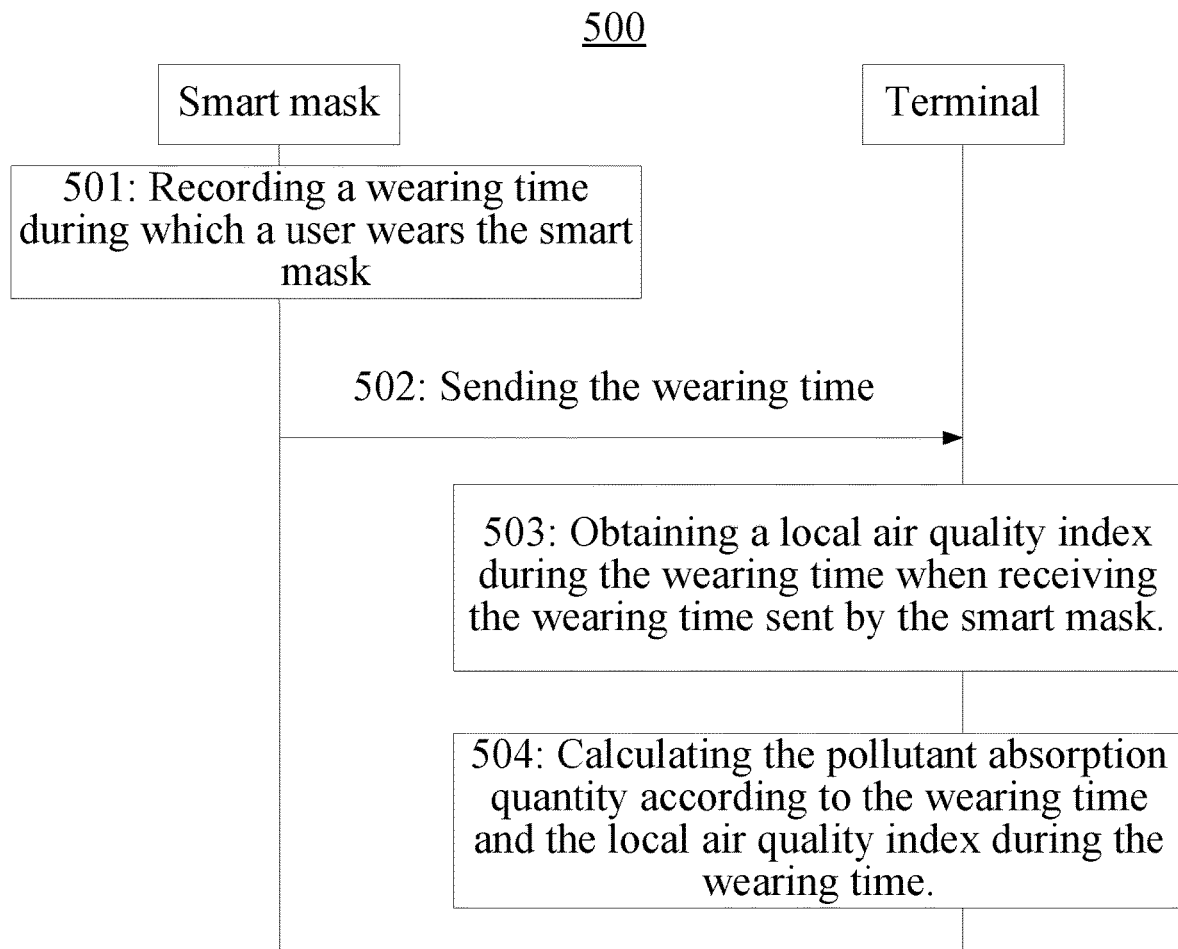 500
Smart mask
Terminal
501: Recording a wearing time
during which a user wears the smart
mask
502: Sending the wearing time
503: Obtaining a local air quality index
during the wearing time when receiving
the wearing time sent by the smart mask.
504: Calculating the pollutant absorption
quantity according to the wearing time
and the local air quality index during the
wearing time.